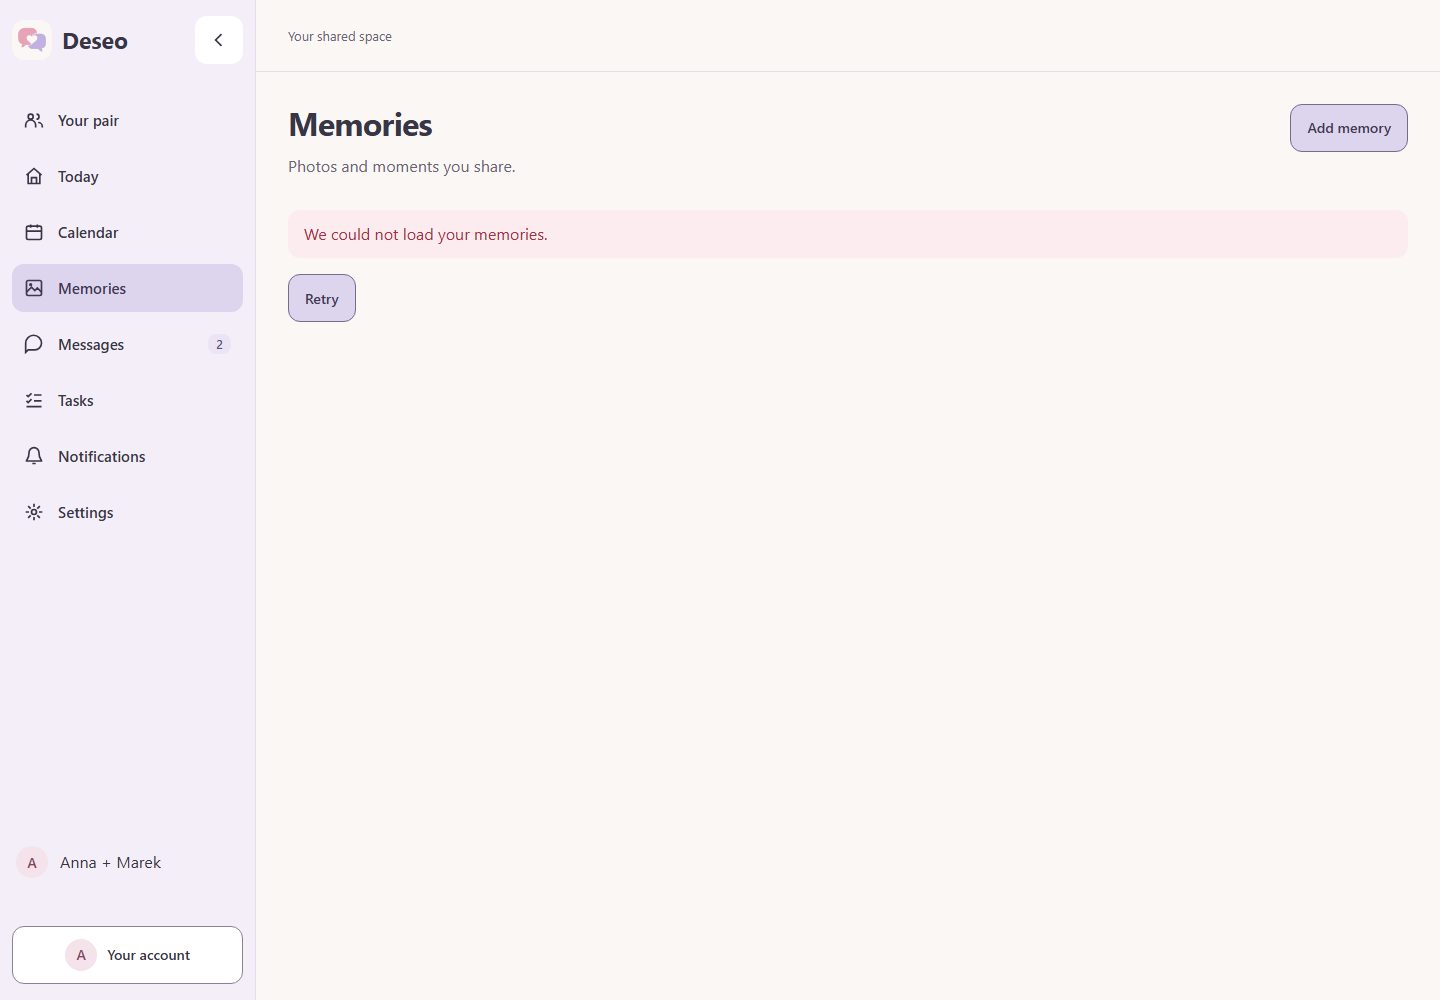 Deseo
Your pair
Today
Calendar
Memories
Messages 2
Tasks
Notifications
Settings
A Anna + Marek
A Your account
Your shared space
Memories
Add memory
Photos and moments you share.
We could not load your memories.
Retry